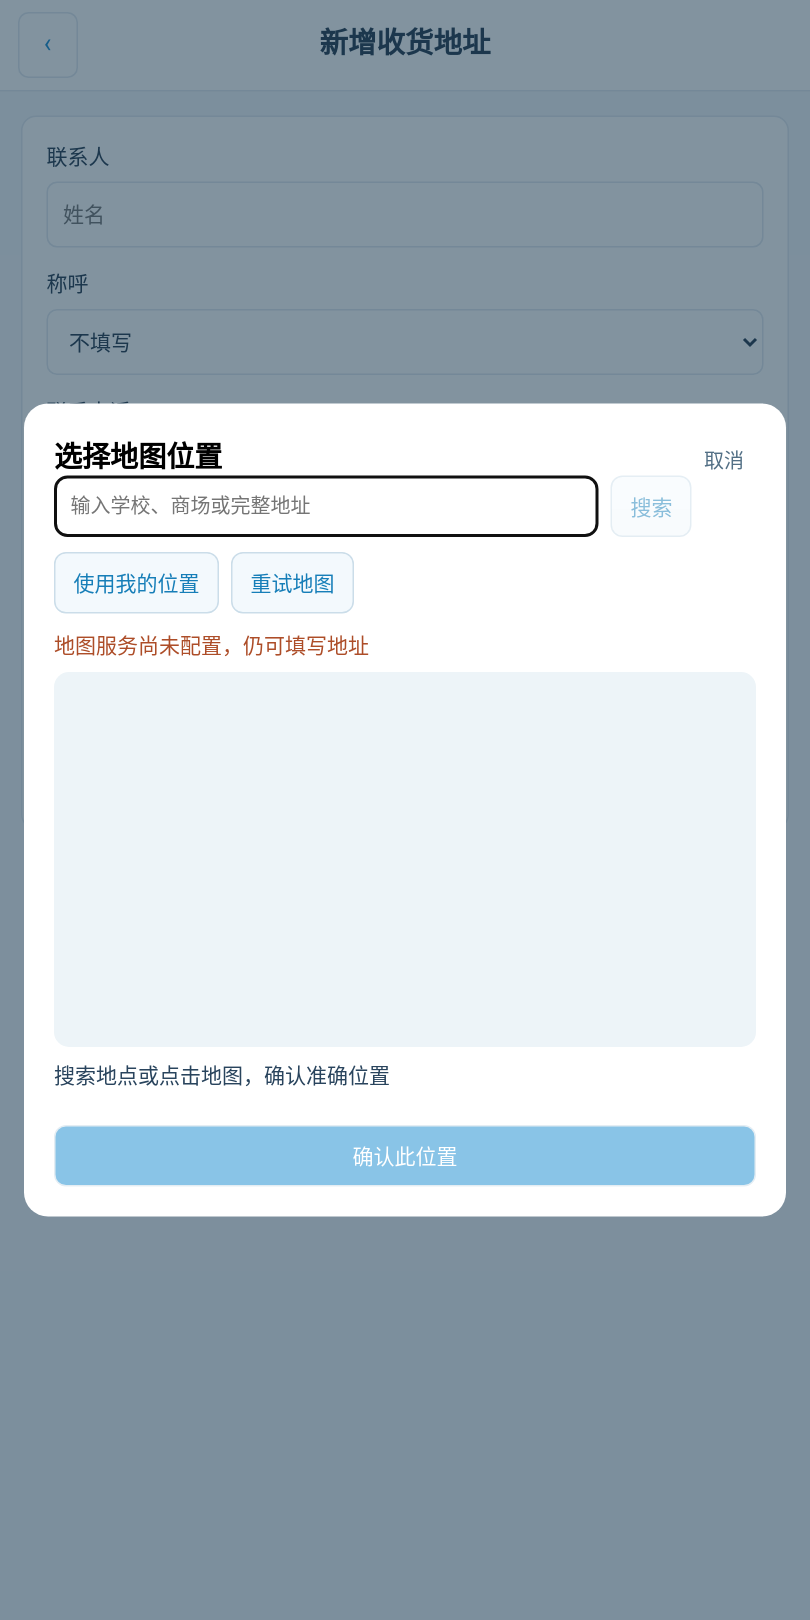 ‹
新增收货地址
联系人
姓名
称呼
不填写
选择地图位置
取消
输入学校、商场或完整地址
搜索
使用我的位置
重试地图
地图服务尚未配置，仍可填写地址
搜索地点或点击地图，确认准确位置
确认此位置